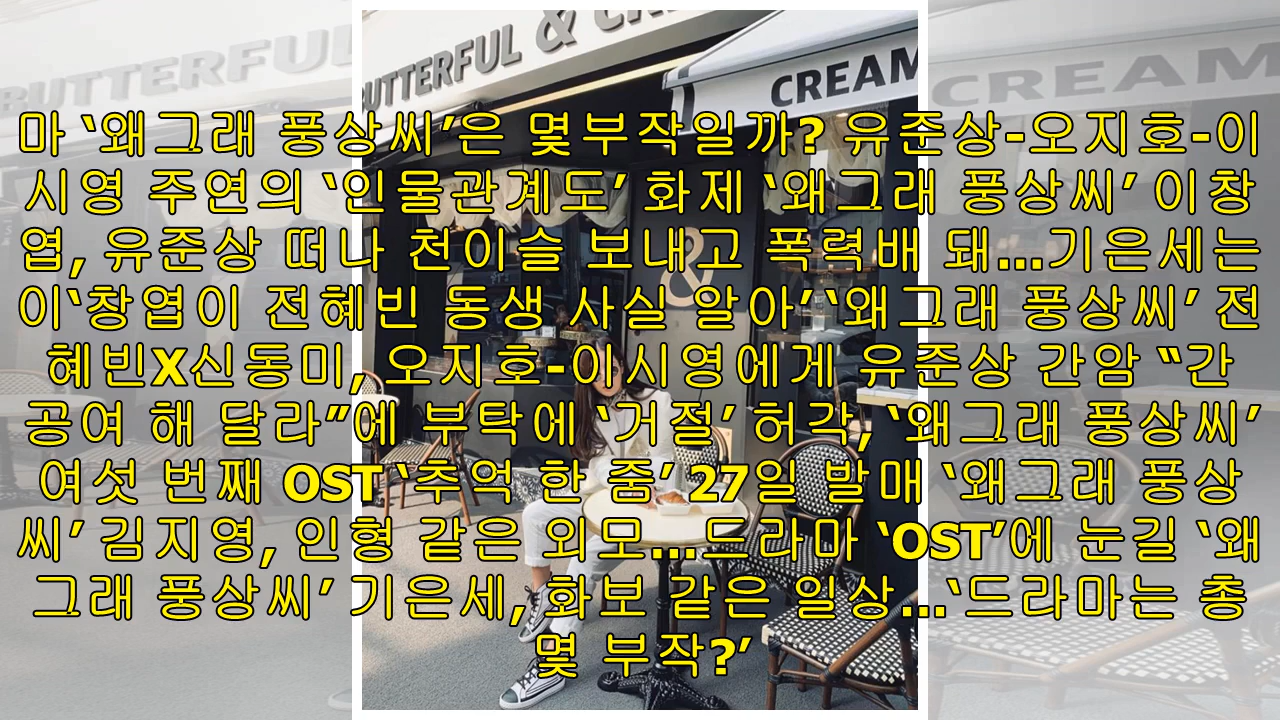 BUTTERFUL & CR
CREAM
UTTERFUL
CREAM
&
마 ‘왜그래 풍상씨’은 몇부작일까? 유준상-오지호-이
시영 주연의 ‘인물관계도’ 화제 ‘왜그래 풍상씨’ 이창
엽, 유준상 떠나 천이슬 보내고 폭력배 돼...기은세는
이‘창엽이 전혜빈 동생 사실 알아’ ‘왜그래 풍상씨’ 전
혜빈X신동미, 오지호-이시영에게 유준상 간암 “간
공여 해 달라”에 부탁에 ‘거절’ 허각, ‘왜그래 풍상씨’
여섯 번째 OST ‘추억 한 줌’ 27일 발매 ‘왜그래 풍상
씨’ 김지영, 인형 같은 외모...드라마 ‘OST’에 눈길 ‘왜
그래 풍상씨’ 기은세, 화보 같은 일상...‘드라마는 총
몇 부작?’